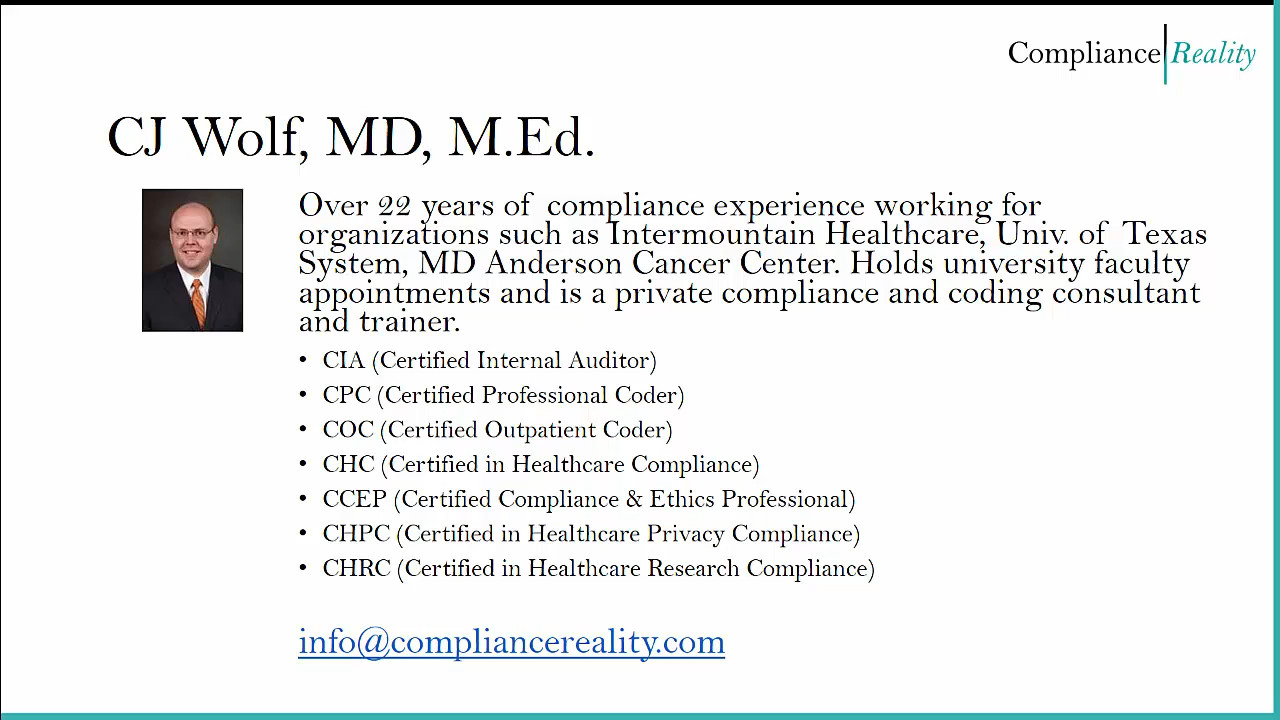 Compliance Reality
CJ Wolf, MD, M.Ed.
Over 22 years of compliance experience working for
organizations such as Intermountain Healthcare, Univ. of Texas
System, MD Anderson Cancer Center. Holds university faculty
appointments and is a private compliance and coding consultant
and trainer.
• CIA (Certified Internal Auditor)
• CPC (Certified Professional Coder)
• COC (Certified Outpatient Coder)
• CHC (Certified in Healthcare Compliance)
• CCEP (Certified Compliance & Ethics Professional)
• CHPC (Certified in Healthcare Privacy Compliance)
• CHRC (Certified in Healthcare Research Compliance)
info@compliancereality.com